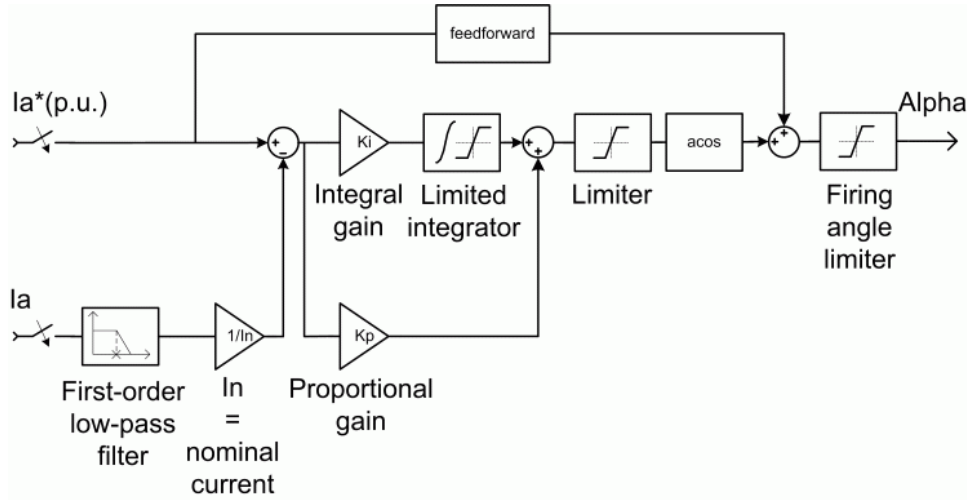 feedforward
Ia*(p.u.)
Alpha
Ki
acos
Integral
gain
Limited
integrator
Limiter
Firing
angle
limiter
Ia
1/In
Kp
First-order
low-pass
filter
In
=
nominal
current
Proportional
gain